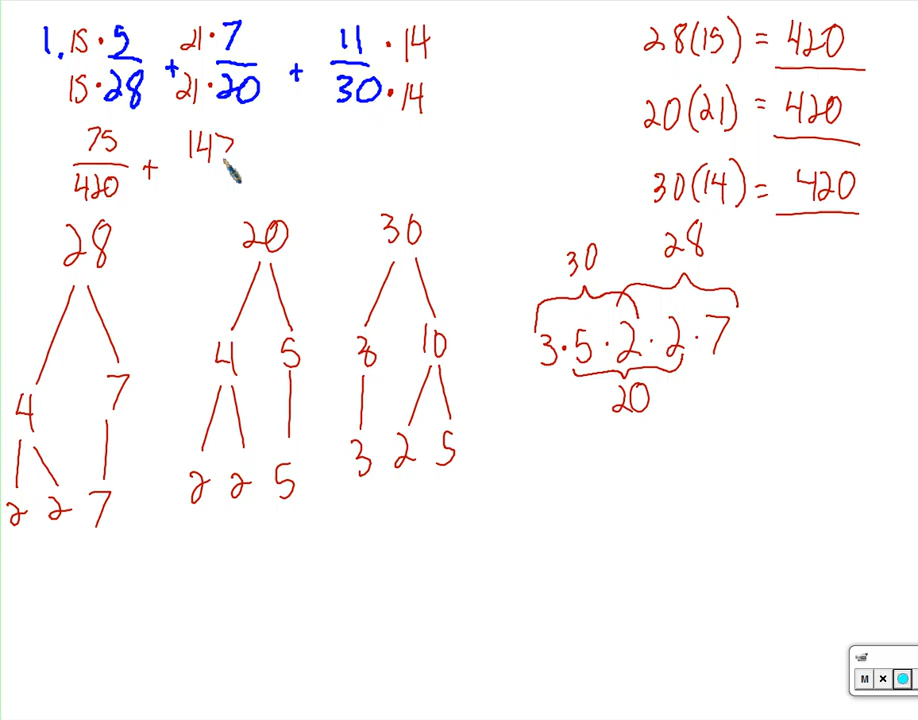 1. 15 · 5 + 21 · 7 + 11 · 14
15 · 28 21 · 20 30 · 14
75 + 147
420
28(15) = 420
20(21) = 420
30(14) = 420
28 20 30
4 7
2 2 7
4 5
2 2 5
3 10
3 2 5
30 28
3 · 5 · 2 · 2 · 7
20
M X